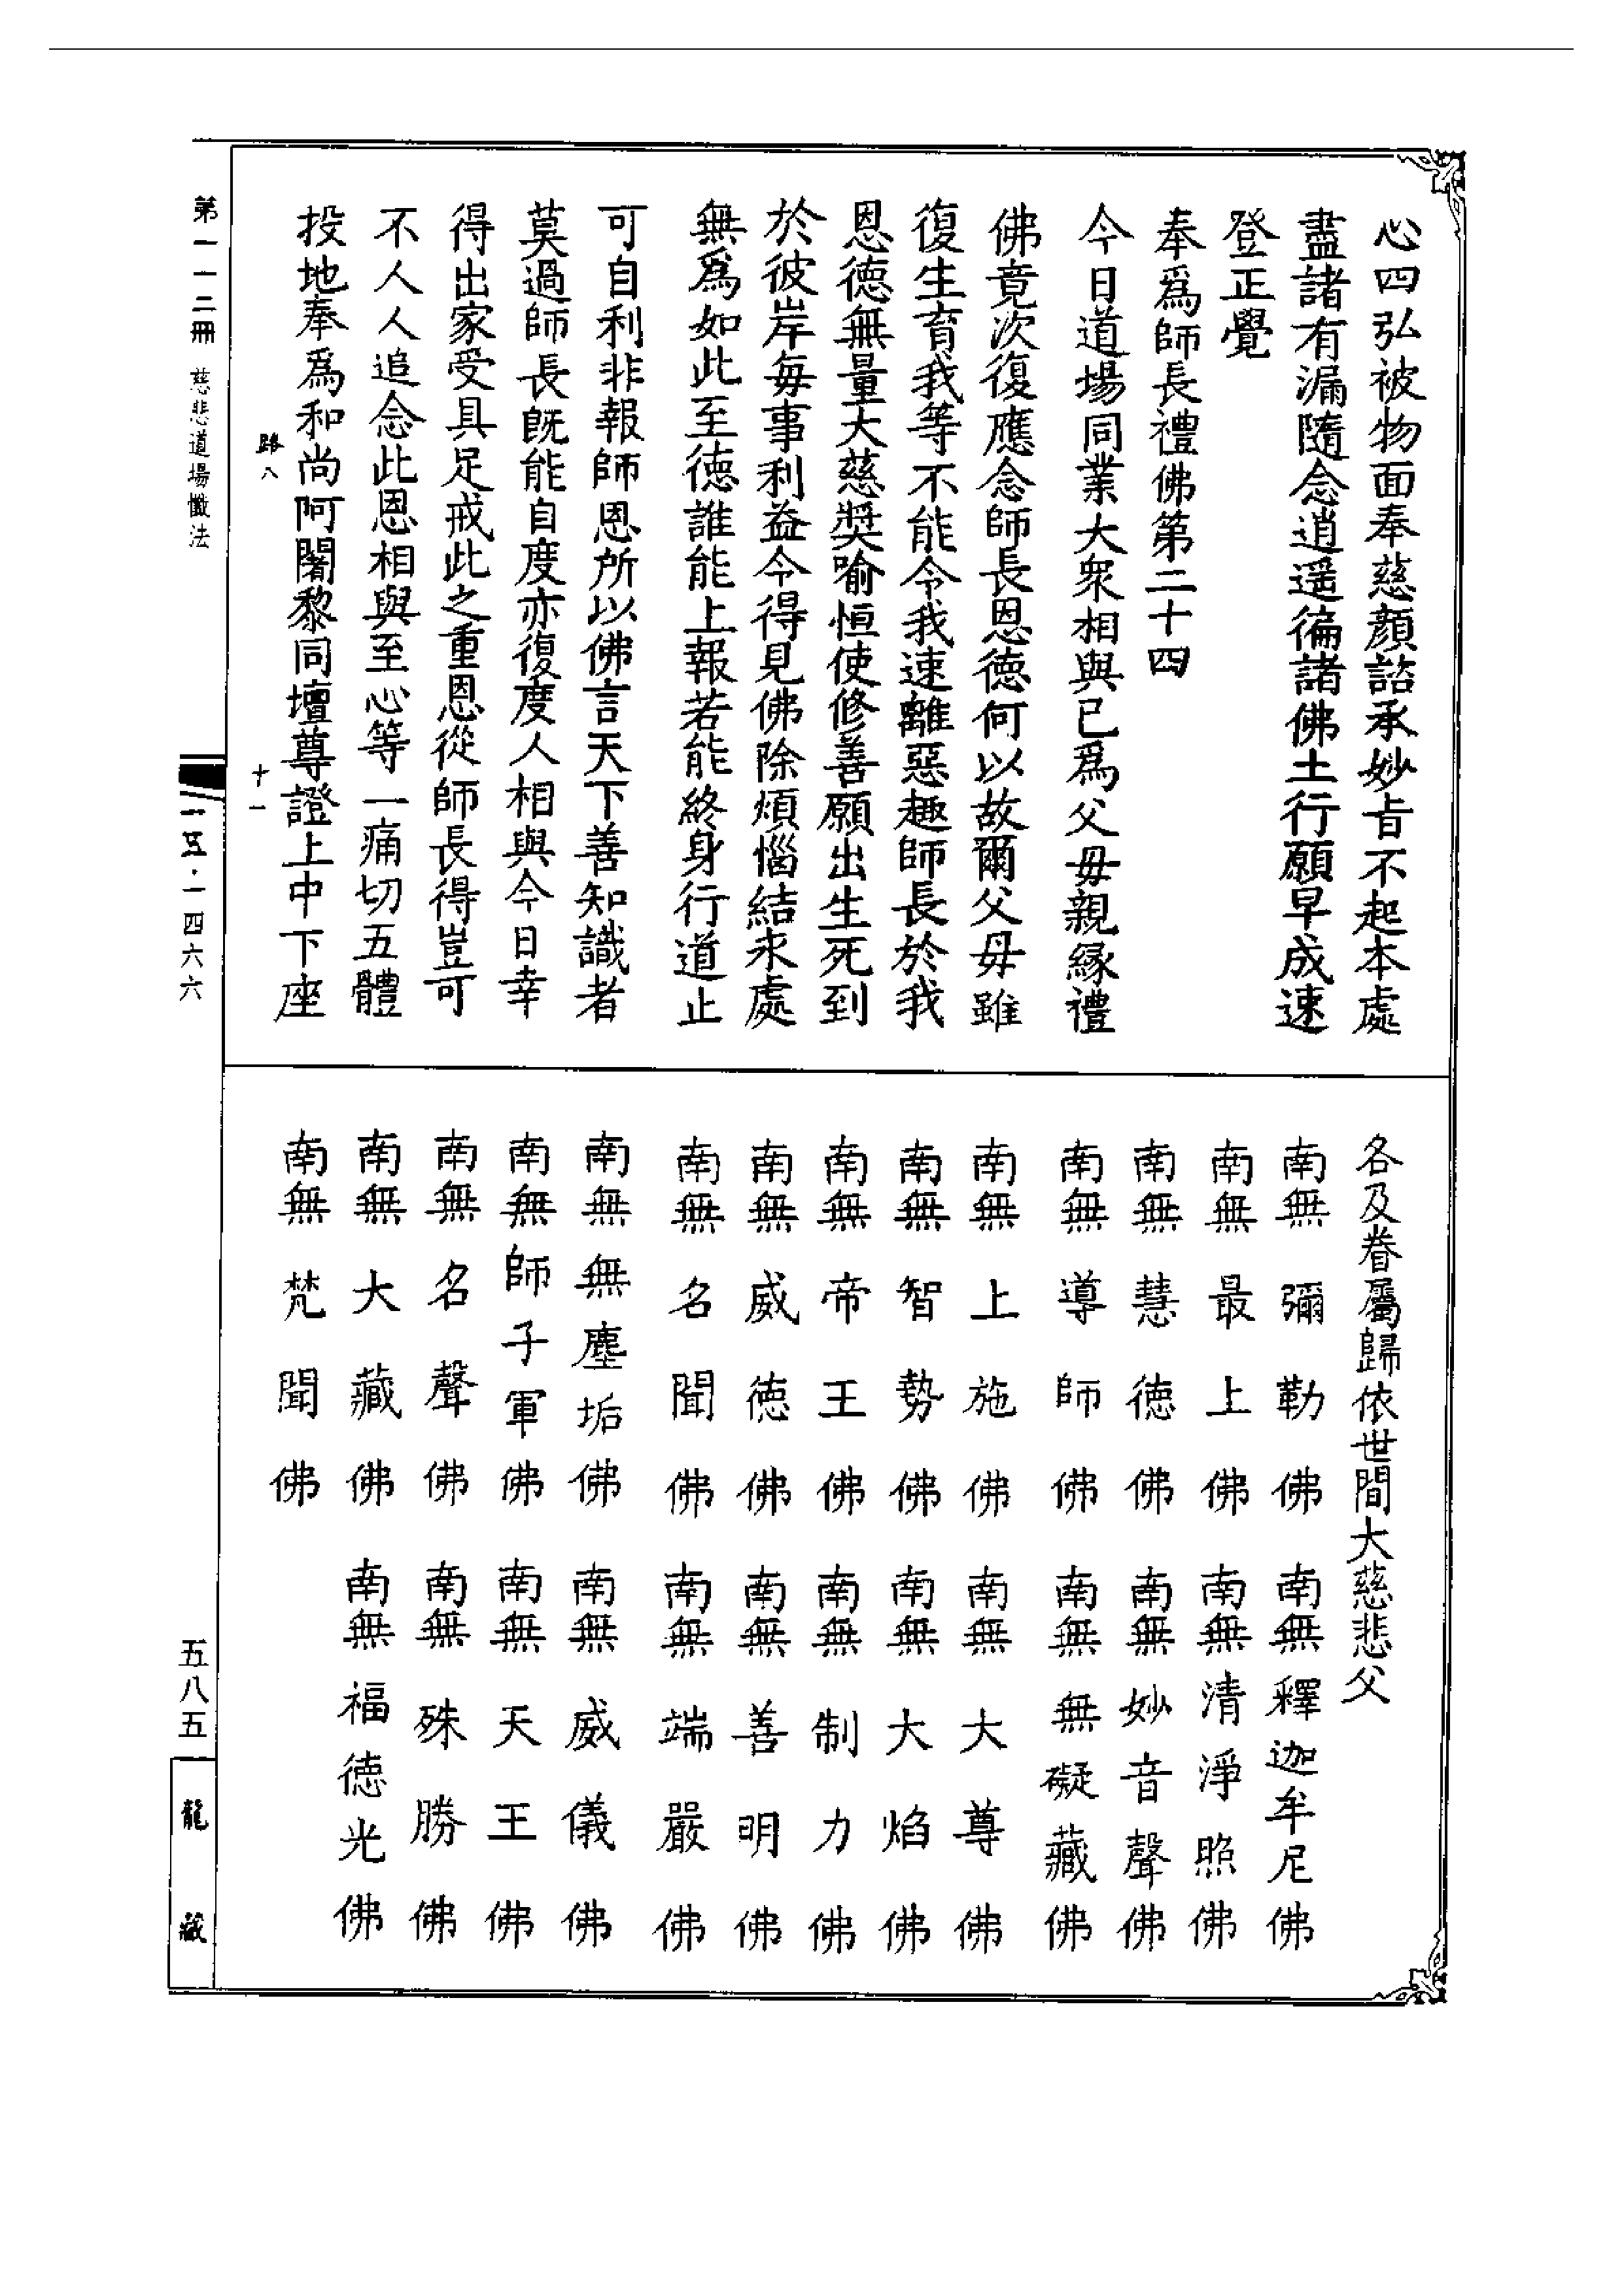 心四弘被物面奉慈顏諮承妙旨不起本處
盡諸有漏隨念逍遥徧諸佛土行願早成速
登正覺
奉爲師長禮佛第二十四
今日道場同業大衆相與已爲父毋親縁禮
佛竟次復應念師長恩德何以故爾父母雖
復生育我等不能令我速離惡趣師長於我
恩德無量大慈奬喻恒使修善願出生死到
於彼岸每事利益令得見佛除煩惱結永處
無爲如此至德誰能上報若能終身行道止
可自利非報師恩所以佛言天下善知識者
莫過師長旣能自度亦復度人相與今日幸
得出家受具足戒此之重恩從師長得豈可
不人人追念此恩相與至心等一痛切五體
投地奉爲和尚阿闍黎同壇尊證上中下座
各及眷屬歸依世間大慈悲父
南無彌勒佛　南無釋迦牟尼佛
南無最上佛　南無清淨照佛
南無慧德佛　南無妙音聲佛
南無導師佛　南無無礙藏佛
南無上施佛　南無大尊佛
南無智勢佛　南無大焰佛
南無帝王佛　南無制力佛
南無威德佛　南無善明佛
南無名聞佛　南無端嚴佛
南無無塵垢佛　南無威儀佛
南無師子軍佛　南無天王佛
南無名聲佛　南無殊勝佛
南無大藏佛　南無福德光佛
南無梵聞佛
路八　十一
第一一二冊　慈悲道場懺法　一五·一四六六　五八五　龍藏